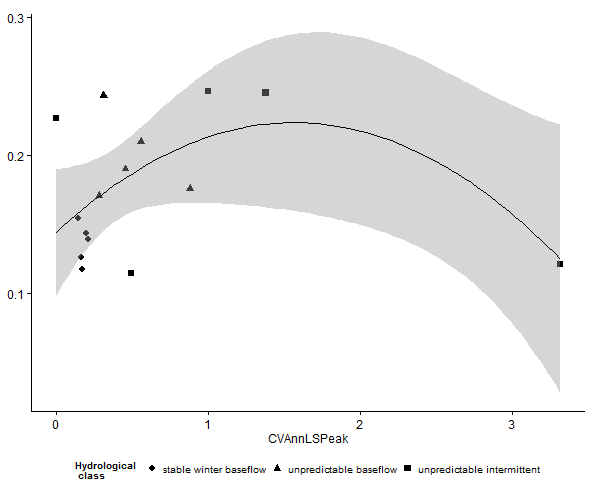 0.3
0.2
0.1
0 1 2 3
CVAnnLSPeak
Hydrological class
stable winter baseflow unpredictable baseflow unpredictable intermittent